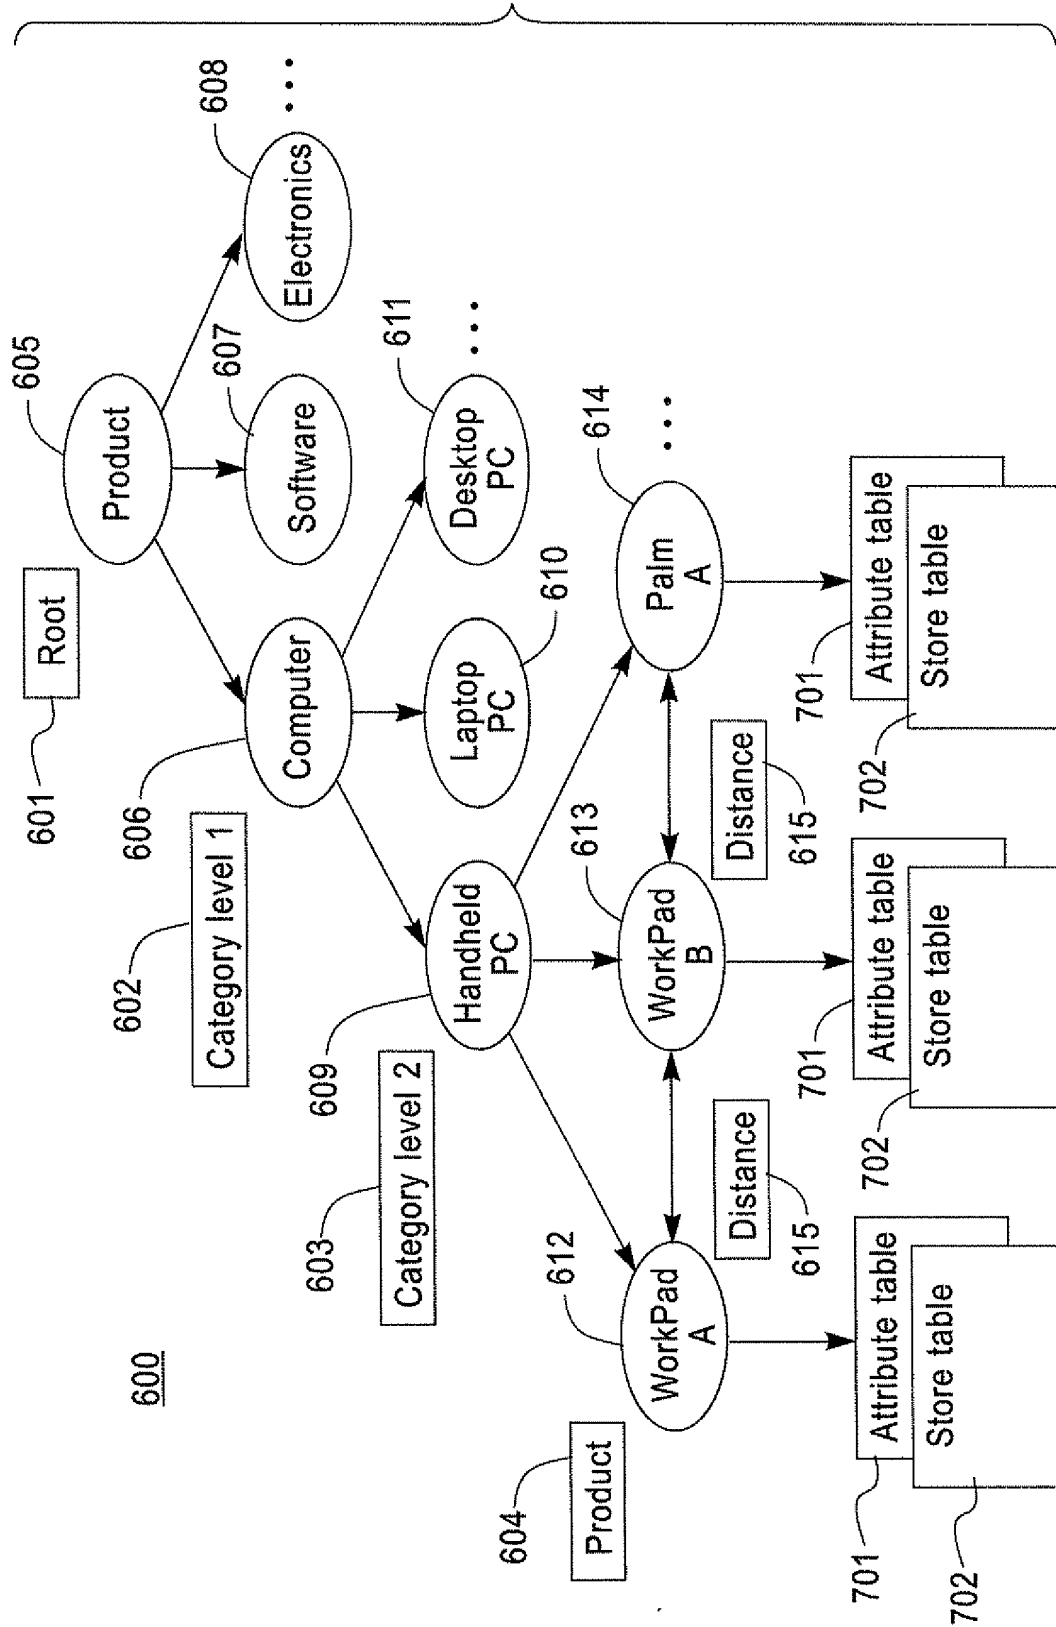 600
601
Root
605
Product
602
Category level 1
606
Computer
607
Software
608
Electronics
• • •
603
Category level 2
609
Handheld
PC
610
Laptop
PC
611
Desktop
PC
• • •
604
Product
612
WorkPad
A
613
WorkPad
B
614
Palm
A
• • •
Distance
615
Distance
615
701
Attribute table
702
Store table
701
Attribute table
702
Store table
701
Attribute table
702
Store table